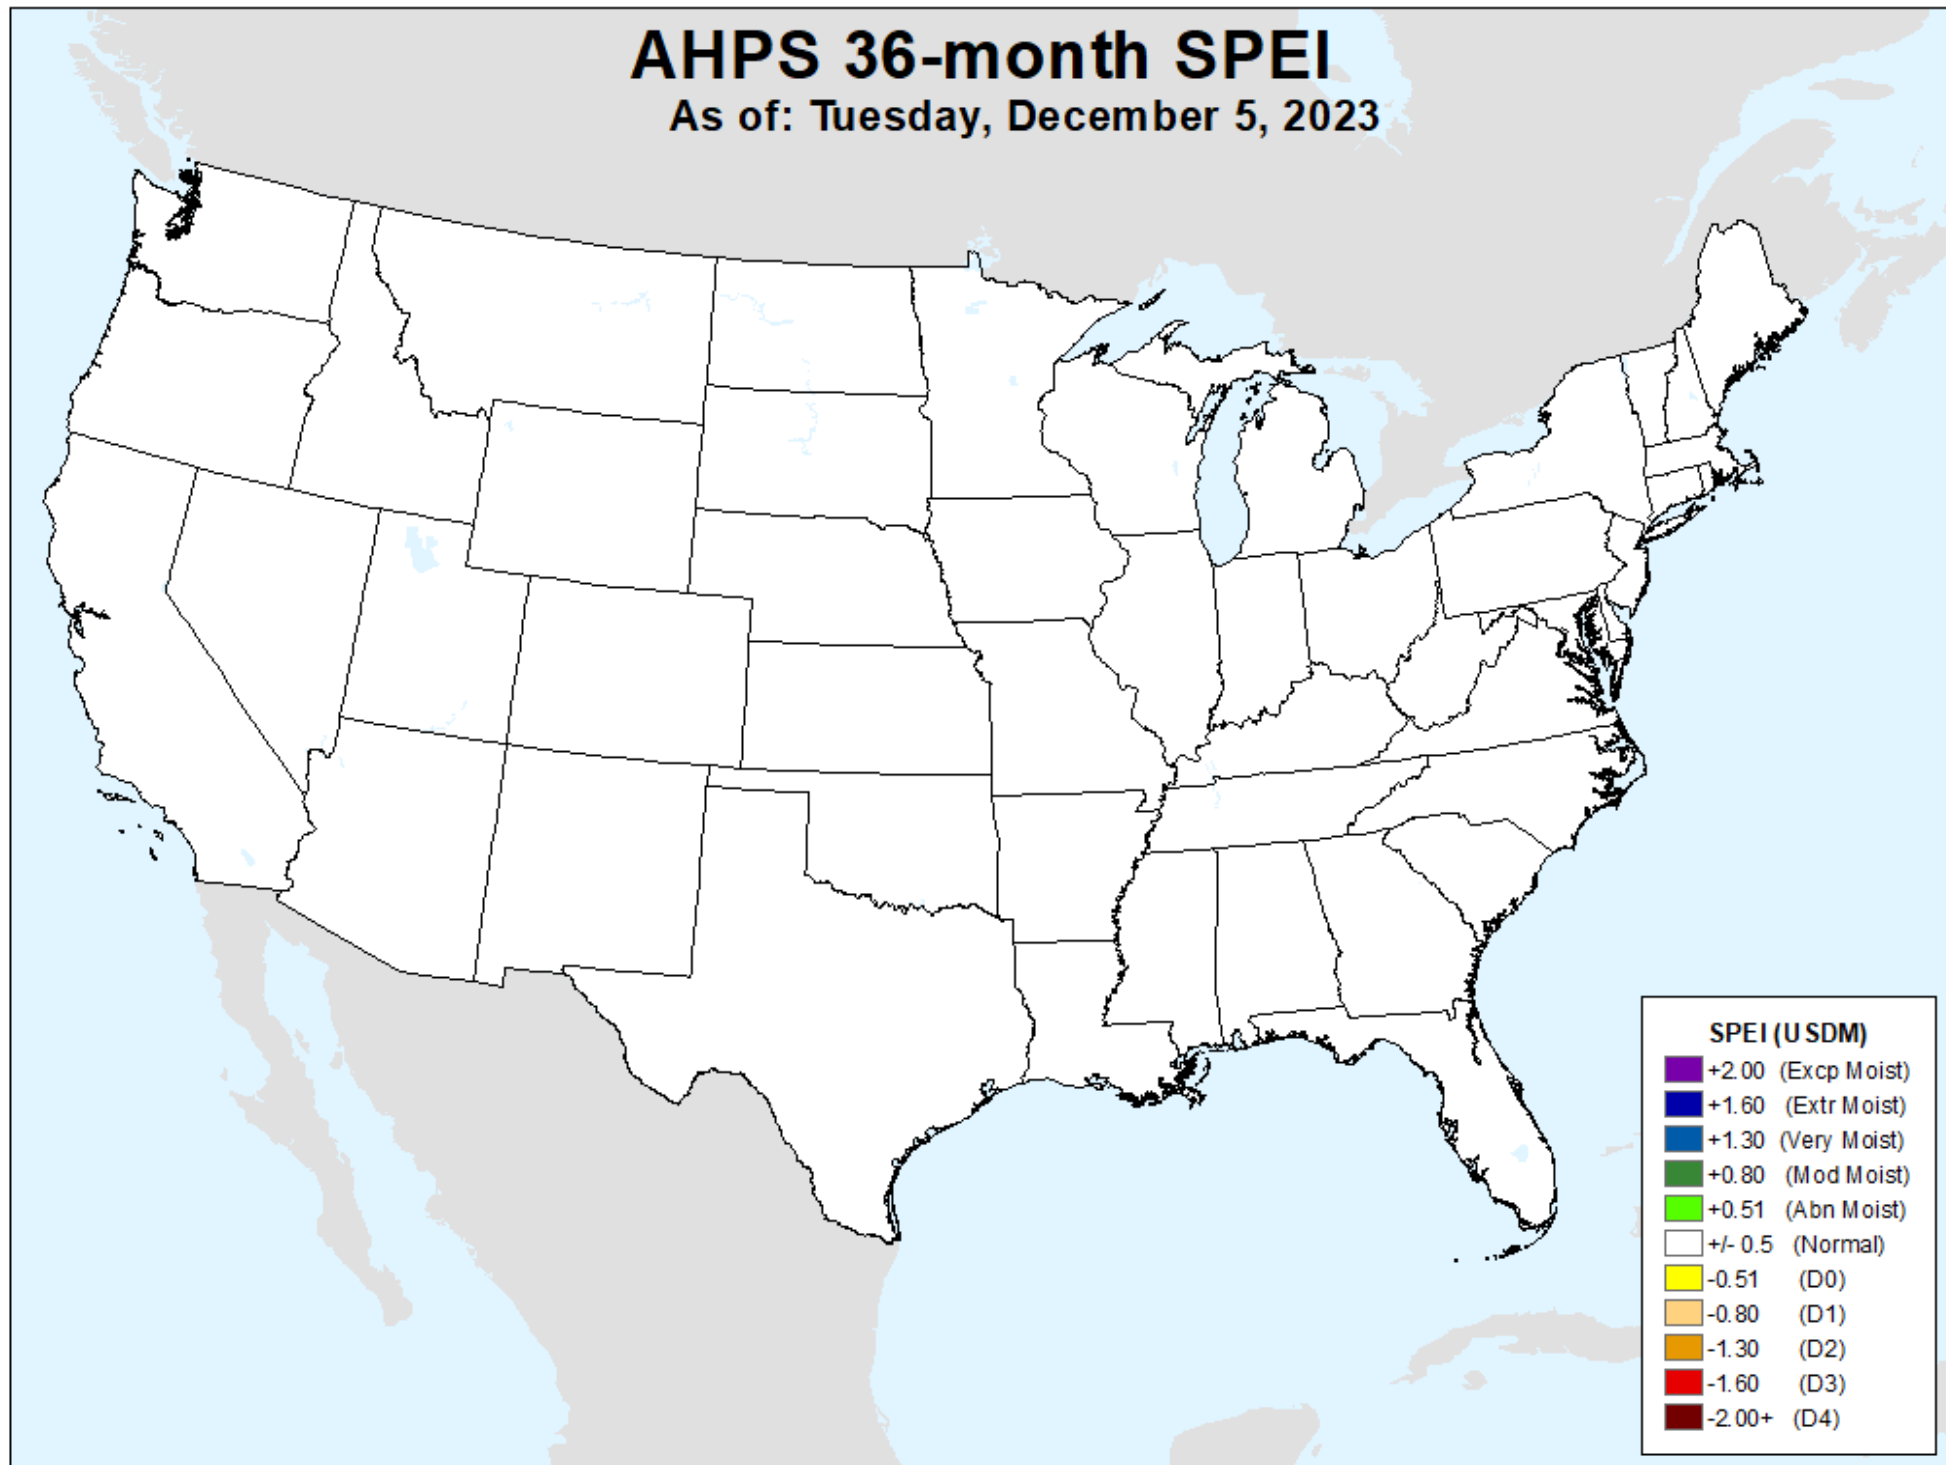 AHPS 36-month SPEI
As of: Tuesday, December 5, 2023
SPEI (USDM)
+2.00 (Excp Moist)
+1.60 (Extr Moist)
+1.30 (Very Moist)
+0.80 (Mod Moist)
+0.51 (Abn Moist)
+/- 0.5 (Normal)
-0.51 (D0)
-0.80 (D1)
-1.30 (D2)
-1.60 (D3)
-2.00+ (D4)